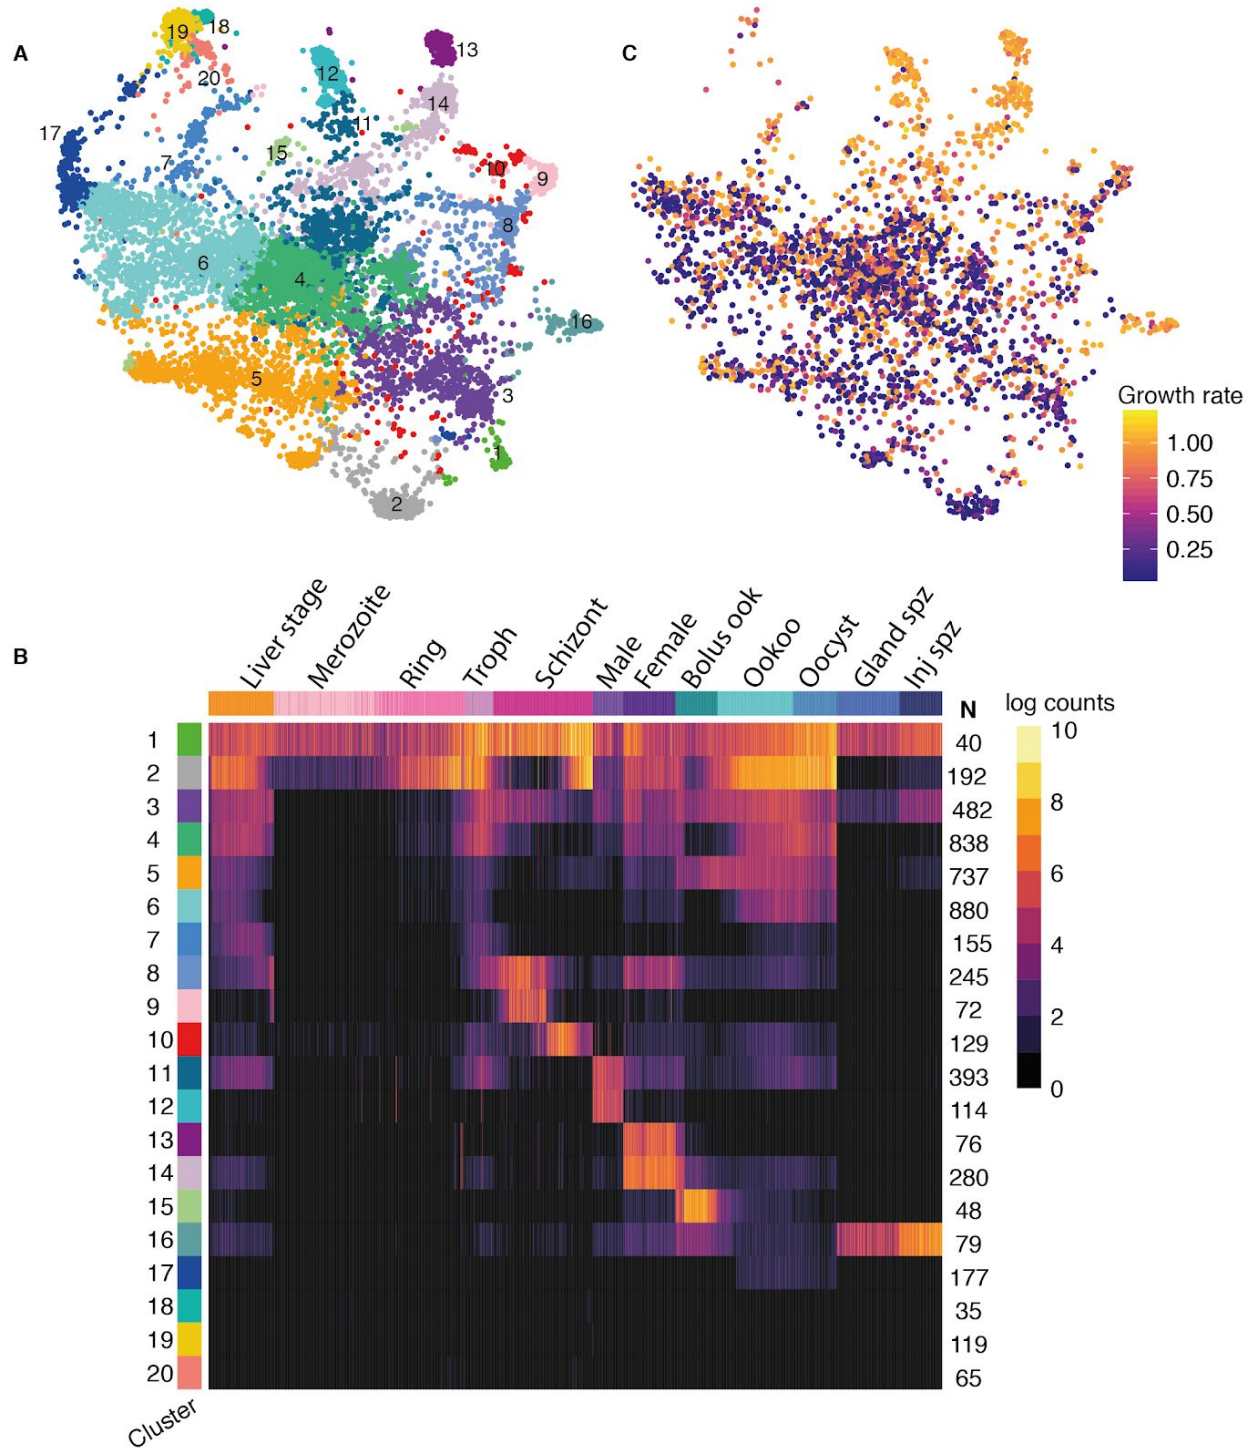 A
19
18
20
12
13
14
11
17
7
15
10
9
8
6
4
16
5
3
1
2
C
Growth rate
1.00
0.75
0.50
0.25
B
Liver stage
Merozoite
Ring
Troph
Schizont
Male
Female
Bolus ook
Ookoo
Oocyst
Gland spz
Inj spz
N
log counts
10
8
6
4
2
0
1 40
2 192
3 482
4 838
5 737
6 880
7 155
8 245
9 72
10 129
11 393
12 114
13 76
14 280
15 48
16 79
17 177
18 35
19 119
20 65
Cluster